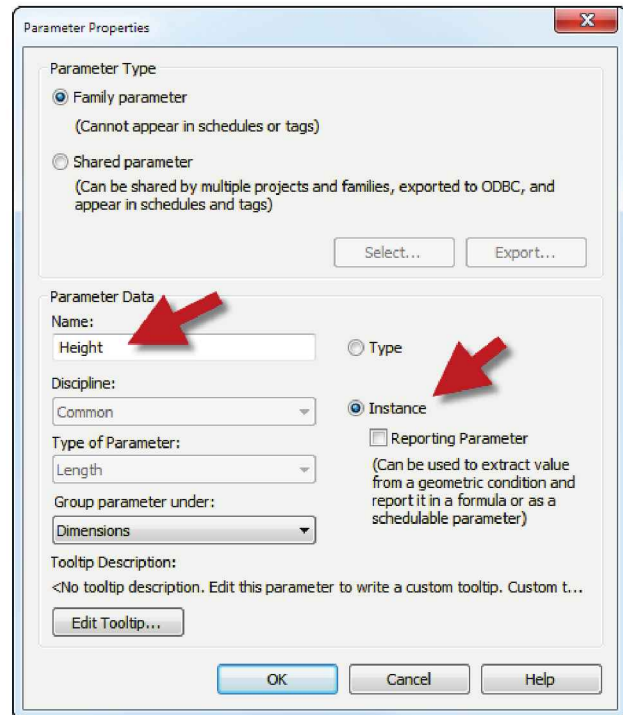 Parameter Properties
Parameter Type
Family parameter
(Cannot appear in schedules or tags)
Shared parameter
(Can be shared by multiple projects and families, exported to ODBC, and
appear in schedules and tags)
Select...
Export...
Parameter Data
Name:
Height
Type
Discipline:
Common
Instance
Reporting Parameter
(Can be used to extract value
from a geometric condition and
report it in a formula or as a
schedulable parameter)
Type of Parameter:
Length
Group parameter under:
Dimensions
Tooltip Description:
<No tooltip description. Edit this parameter to write a custom tooltip. Custom t...
Edit Tooltip...
OK
Cancel
Help